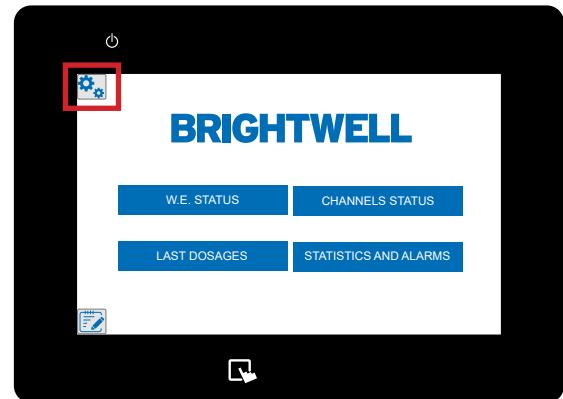 BRIGHTWELL
W.E. STATUS
CHANNELS STATUS
LAST DOSAGES
STATISTICS AND ALARMS